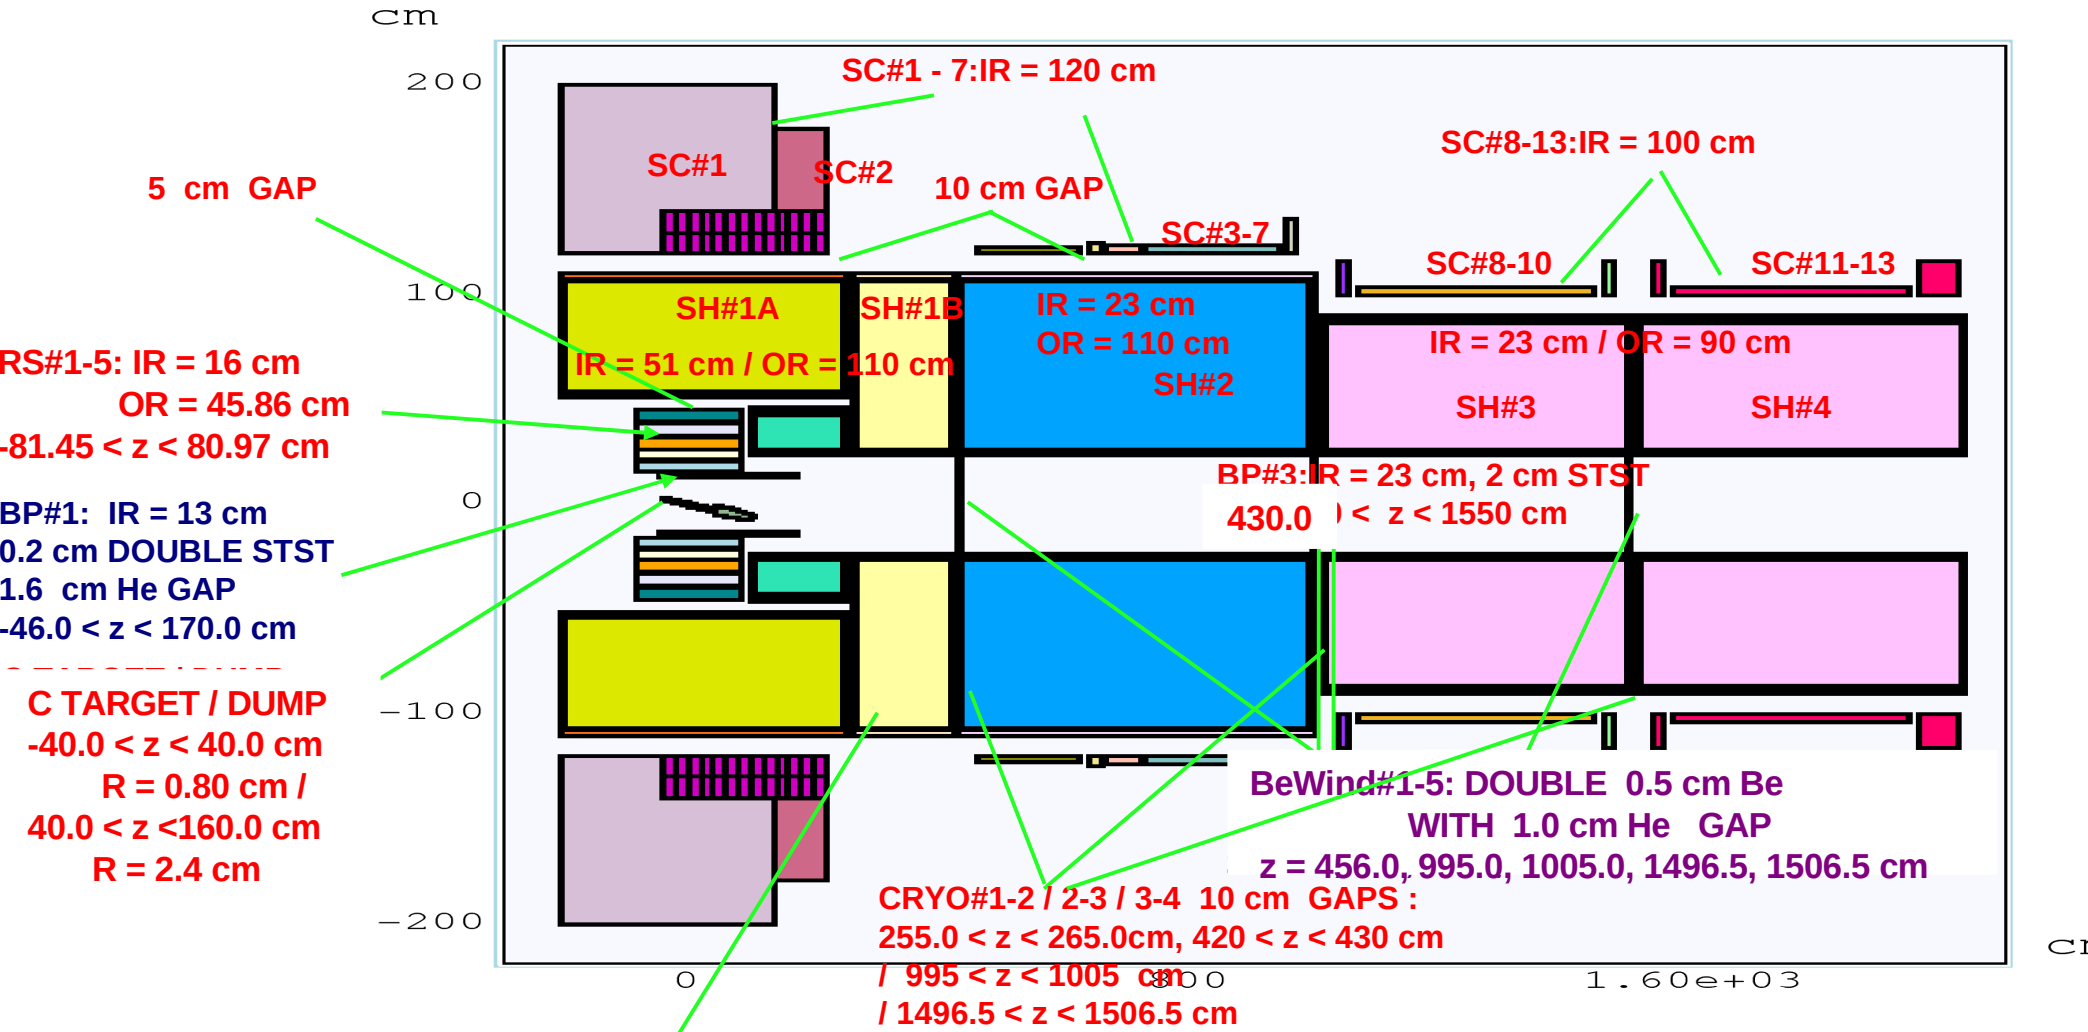 cm
200
SC#1 - 7:IR = 120 cm
SC#8-13:IR = 100 cm
SC#1
SC#2
5 cm GAP
10 cm GAP
SC#3-7
SC#8-10
SC#11-13
100
SH#1A
SH#1B
IR = 23 cm
OR = 110 cm
SH#2
IR = 51 cm / OR = 110 cm
IR = 23 cm / OR = 90 cm
SH#3
SH#4
RS#1-5: IR = 16 cm
OR = 45.86 cm
-81.45 < z < 80.97 cm
0
BP#3:IR = 23 cm, 2 cm STST
430.0 < z < 1550 cm
BP#1: IR = 13 cm
0.2 cm DOUBLE STST
1.6 cm He GAP
-46.0 < z < 170.0 cm
C TARGET / DUMP
-40.0 < z < 40.0 cm
R = 0.80 cm /
40.0 < z <160.0 cm
R = 2.4 cm
-100
-200
BeWind#1-5: DOUBLE 0.5 cm Be
WITH 1.0 cm He GAP
z = 456.0, 995.0, 1005.0, 1496.5, 1506.5 cm
CRYO#1-2 / 2-3 / 3-4 10 cm GAPS :
255.0 < z < 265.0cm, 420 < z < 430 cm
/ 995 < z < 1005 cm
/ 1496.5 < z < 1506.5 cm
0
800
1.60e+03